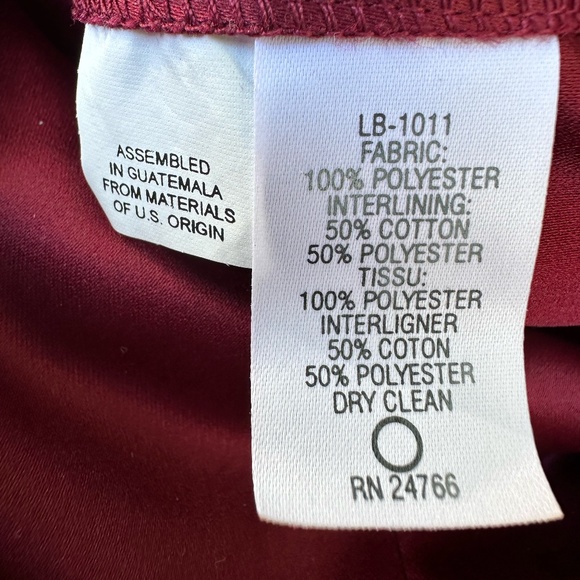 ASSEMBLED
IN GUATEMALA
FROM MATERIALS
OF U.S. ORIGIN
LB-1011
FABRIC:
100% POLYESTER
INTERLINING:
50% COTTON
50% POLYESTER
TISSU:
100% POLYESTER
INTERLIGNER
50% COTON
50% POLYESTER
DRY CLEAN
RN 24766